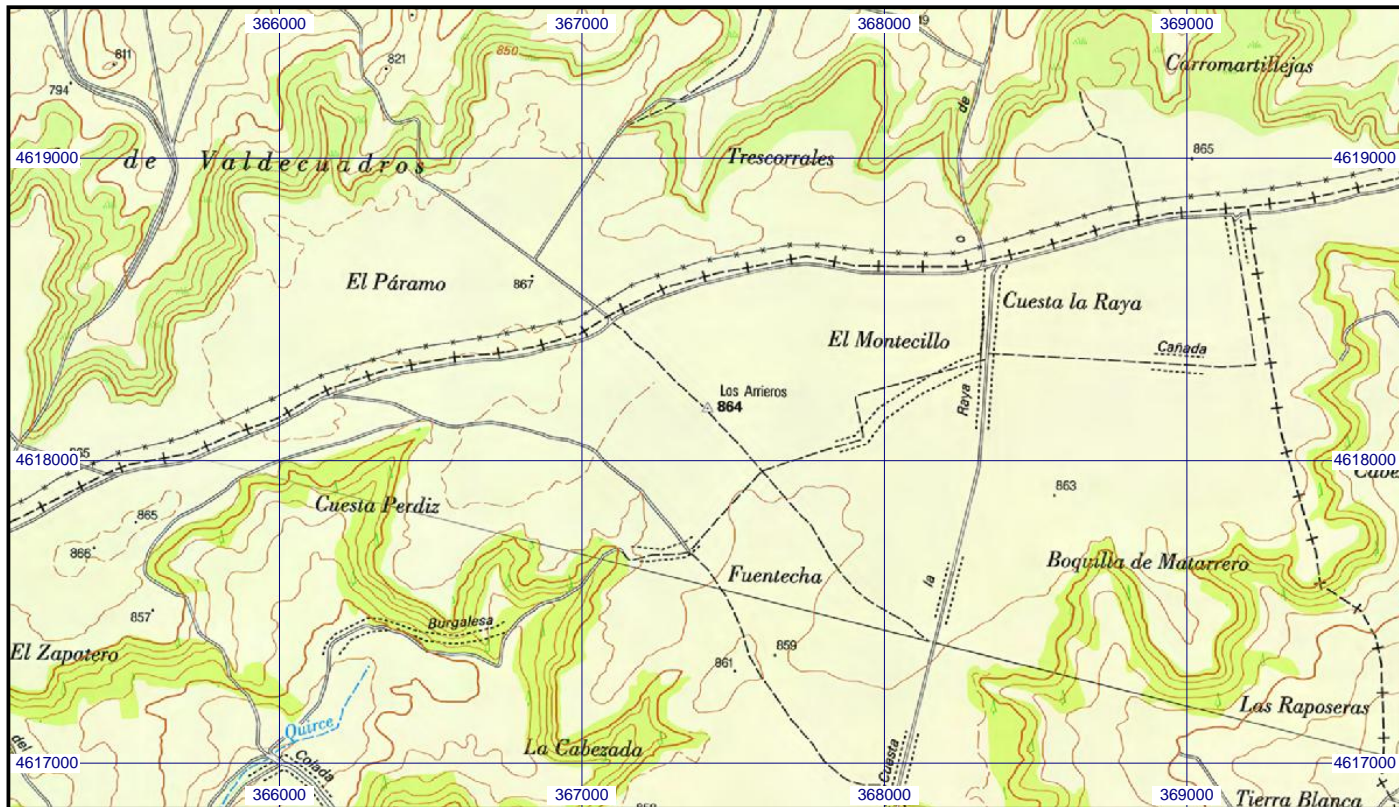 366000
367000
368000
369000
49
850
811
821
Carromartillejas
794
de
4619000
de Valdecuadros
Trescorrales
865
4619000
o
El Páramo
867
Cuesta la Raya
El Montecillo
Cañada
Los Arrieros
864
Raya
4618000
4618000
Cabe
863
Cuesta Perdiz
865
866
Boquilla de Matarrero
Fuentecha
la
857
Burgalesa
El Zapatero
859
861
Las Raposeras
Quirce
del
La Cabezada
4617000
Colada
Cuesta
4617000
366000
367000
368000
369000
Tierra Blanca